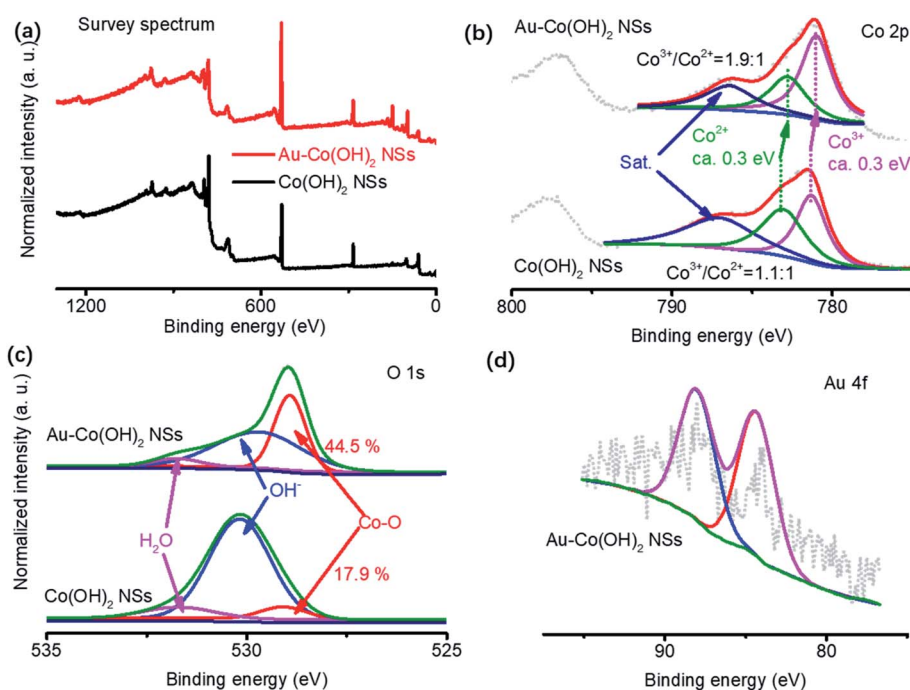 (a)
Survey spectrum
Normalized intensity (a. u.)
Au-Co(OH)₂ NSs
Co(OH)₂ NSs
1200 600 0
Binding energy (eV)
(b)
Au-Co(OH)₂ NSs
Co 2p
Co³⁺/Co²⁺=1.9:1
Normalized intensity (a. u.)
Co²⁺
ca. 0.3 eV
Co³⁺
ca. 0.3 eV
Sat.
Co(OH)₂ NSs
Co³⁺/Co²⁺=1.1:1
800 790 780
Binding energy (eV)
(c)
O 1s
Normalized intensity (a. u.)
Au-Co(OH)₂ NSs
44.5 %
OH⁻
Co-O
H₂O
17.9 %
Co(OH)₂ NSs
535 530 525
Binding energy (eV)
(d)
Au 4f
Normalized intensity (a. u.)
Au-Co(OH)₂ NSs
90 80
Binding energy (eV)